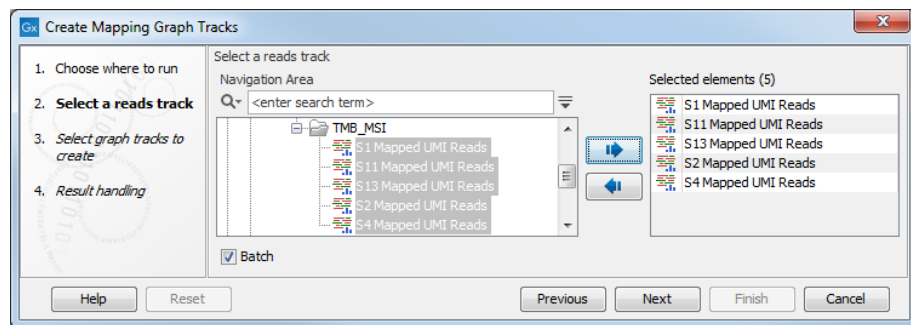 Gx Create Mapping Graph Tracks
1. Choose where to run
2. Select a reads track
3. Select graph tracks to
create
4. Result handling
Select a reads track
Navigation Area
<enter search term>
TMB_MSI
S1 Mapped UMI Reads
S11 Mapped UMI Reads
S13 Mapped UMI Reads
S2 Mapped UMI Reads
S4 Mapped UMI Reads
Batch
Selected elements (5)
S1 Mapped UMI Reads
S11 Mapped UMI Reads
S13 Mapped UMI Reads
S2 Mapped UMI Reads
S4 Mapped UMI Reads
Help
Reset
Previous
Next
Finish
Cancel